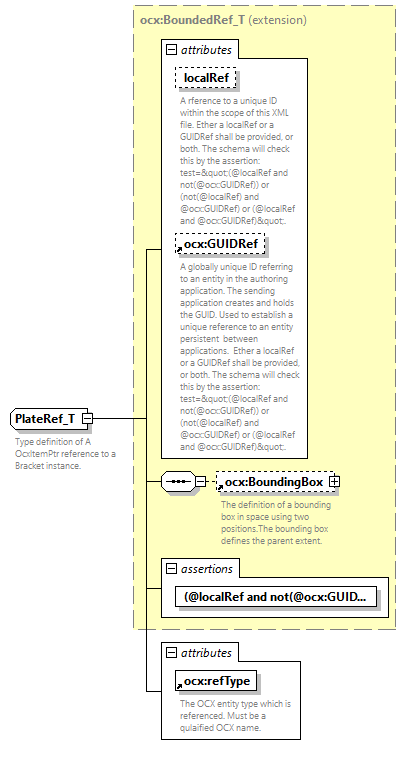 ocx:BoundedRef_T (extension)
attributes
localRef
A rference to a unique ID
within the scope of this XML
file. Ether a localRef or a
GUIDRef shall be provided, or
both. The schema will check
this by the assertion:
test=&quot;(@localRef and
not(@ocx:GUIDRef)) or
(not(@localRef) and
@ocx:GUIDRef) or (@localRef
and @ocx:GUIDRef)&quot;.
ocx:GUIDRef
A globally unique ID referring
to an entity in the authoring
application. The sending
application creates and holds
the GUID. Used to establish a
unique reference to an entity
persistent between
applications. Ether a localRef
or a GUIDRef shall be provided,
or both. The schema will check
this by the assertion:
test=&quot;(@localRef and
not(@ocx:GUIDRef)) or
(not(@localRef) and
@ocx:GUIDRef) or (@localRef
and @ocx:GUIDRef)&quot;.
PlateRef_T
Type definition of A
OcxItemPtr reference to a
Bracket instance.
ocx:BoundingBox
The definition of a bounding
box in space using two
positions.The bounding box
defines the parent extent.
assertions
(@localRef and not(@ocx:GUID...
attributes
ocx:refType
The OCX entity type which is
referenced. Must be a
qulaified OCX name.